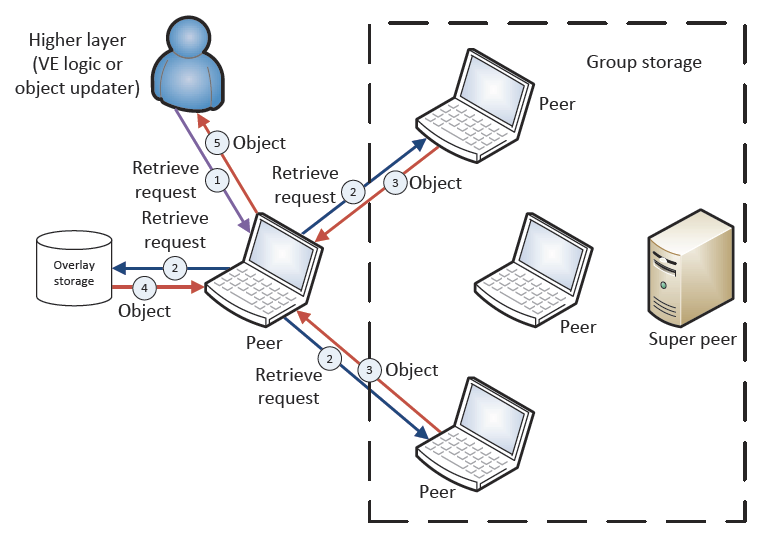 Higher layer
(VE logic or
object updater)
Group storage
Peer
5
Object
Retrieve
request
1
Retrieve
request
2
3
Object
Retrieve
request
2
Overlay
storage
4
Object
Peer
Peer
Super peer
2
3
Object
Retrieve
request
Peer